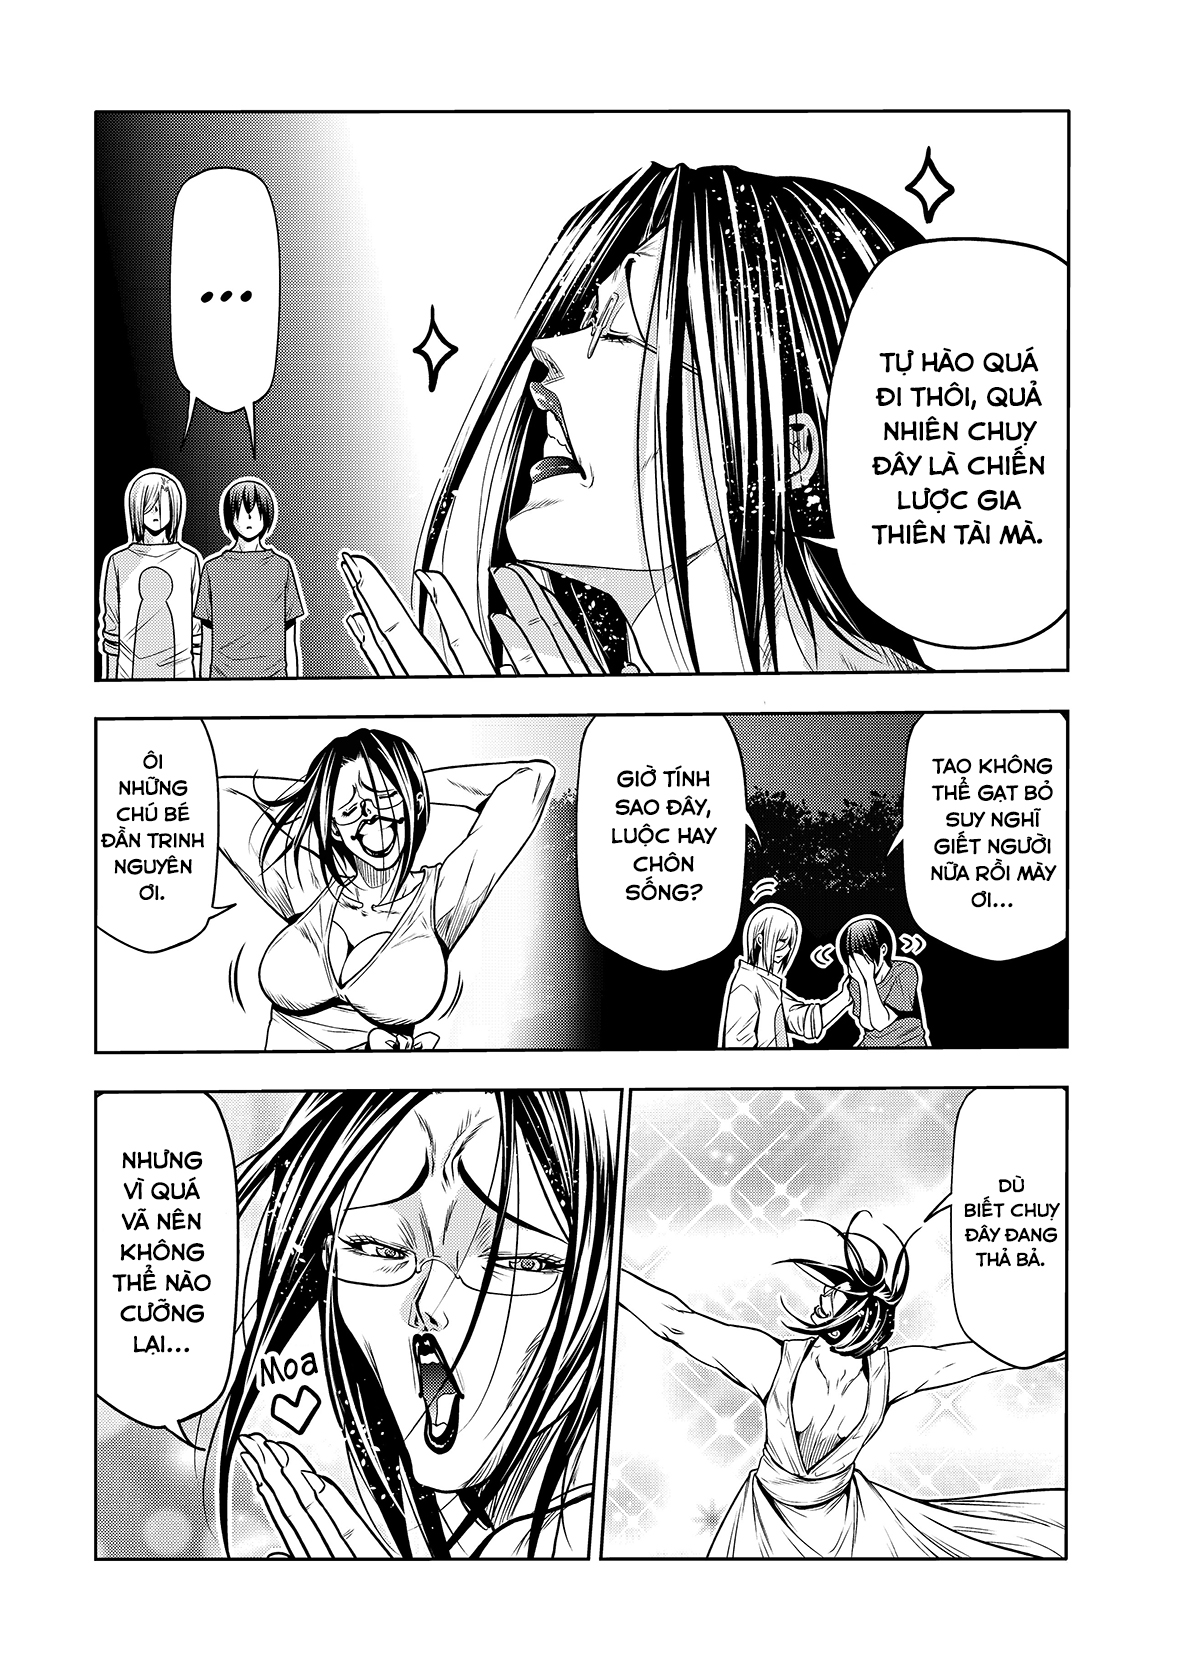 TỰ HÀO QUÁ
ĐI THÔI, QUẢ
NHIÊN CHỤY
ĐÂY LÀ CHIẾN
LƯỢC GIA
THIÊN TÀI MÀ.
...
TAO KHÔNG
THỂ GẠT BỎ
SUY NGHĨ
GIẾT NGƯỜI
NỮA RỒI MÀY
ƠI...
GIỜ TÍNH
SAO ĐÂY,
LUỘC HAY
CHÔN
SỐNG?
ÔI
NHỮNG
CHÚ BÉ
ĐẦN TRINH
NGUYÊN
ƠI.
DÙ
BIẾT CHỤY
ĐÂY ĐANG
THẢ BẢ.
NHƯNG
VÌ QUÁ
VÃ NÊN
KHÔNG
THỂ NÀO
CƯỠNG
LẠI...
Moa